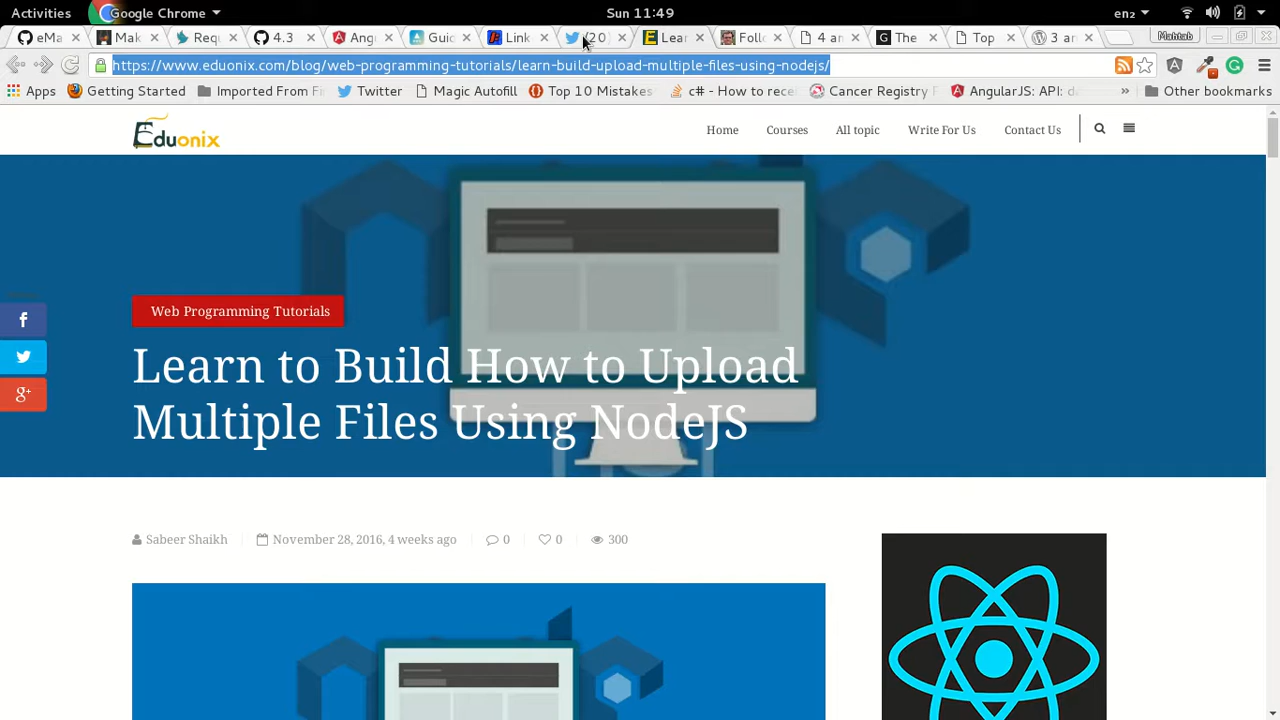 Activities Google Chrome Sun 11:49 en2
eMa Mak Requ 4.3 Ang Guid Link (20) Lear Follo 4 an The Top 3 an Mahtab
https://www.eduonix.com/blog/web-programming-tutorials/learn-build-upload-multiple-files-using-nodejs/
Apps Getting Started Imported From Twitter Magic Autofill Top 10 Mistakes c# - How to rece Cancer Registry AngularJS: API: d » Other bookmarks
Eduonix Home Courses All topic Write For Us Contact Us
Web Programming Tutorials
Learn to Build How to Upload
Multiple Files Using NodeJS
Sabeer Shaikh November 28, 2016, 4 weeks ago 0 0 300